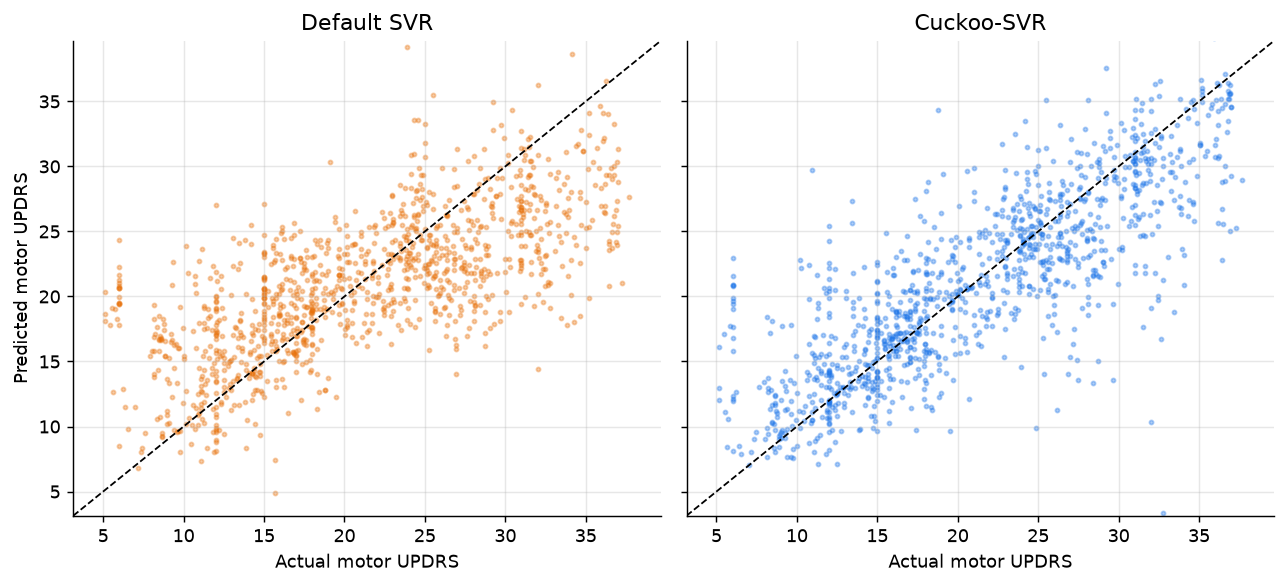 Default SVR
Cuckoo-SVR
Predicted motor UPDRS
35
30
25
20
15
10
5
5 10 15 20 25 30 35
5 10 15 20 25 30 35
Actual motor UPDRS
Actual motor UPDRS